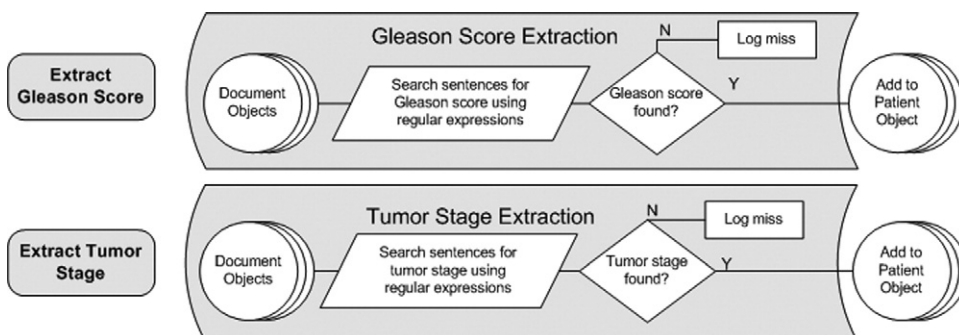 Extract
Gleason Score
Gleason Score Extraction
Document
Objects
Search sentences for
Gleason score using
regular expressions
Gleason score
found?
N
Log miss
Y
Add to
Patient
Object
Extract Tumor
Stage
Tumor Stage Extraction
Document
Objects
Search sentences for
tumor stage using
regular expressions
Tumor stage
found?
N
Log miss
Y
Add to
Patient
Object